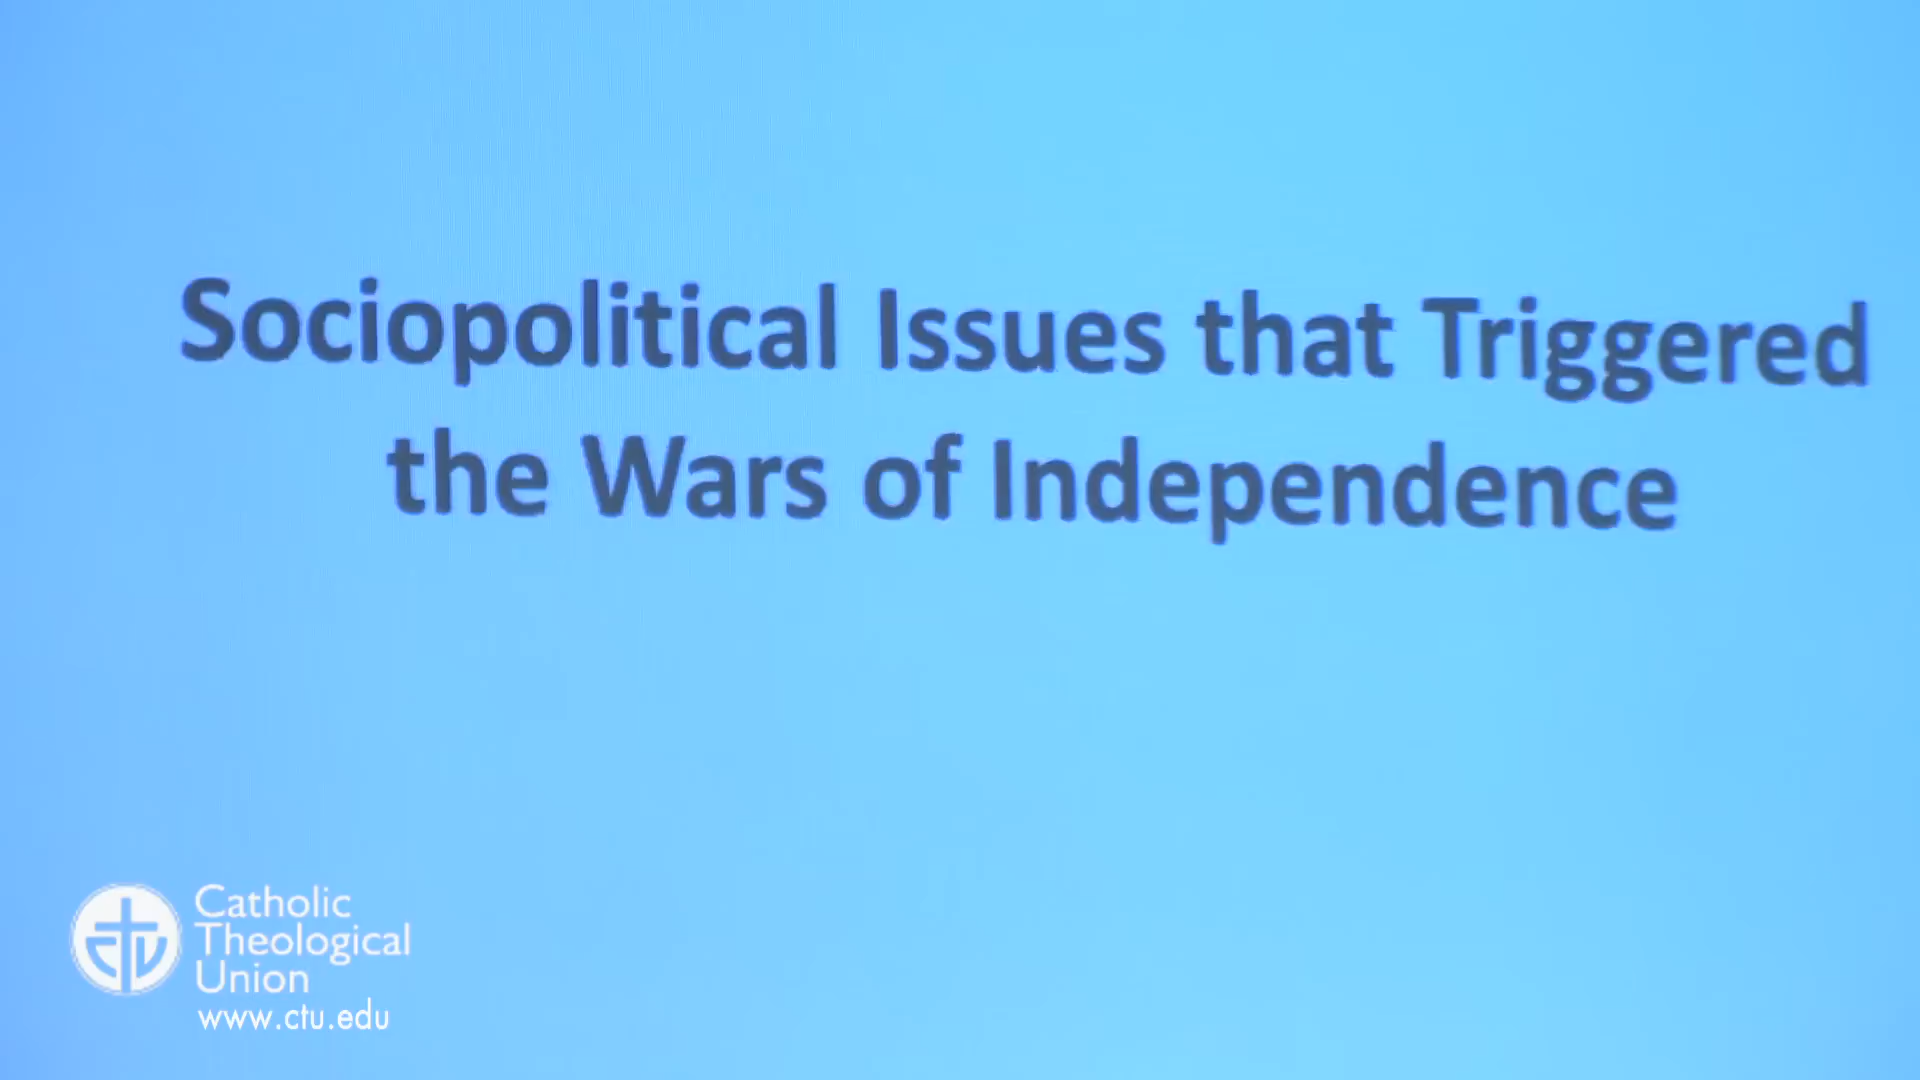 Sociopolitical Issues that Triggered
the Wars of Independence
Catholic
Theological
Union
www.ctu.edu